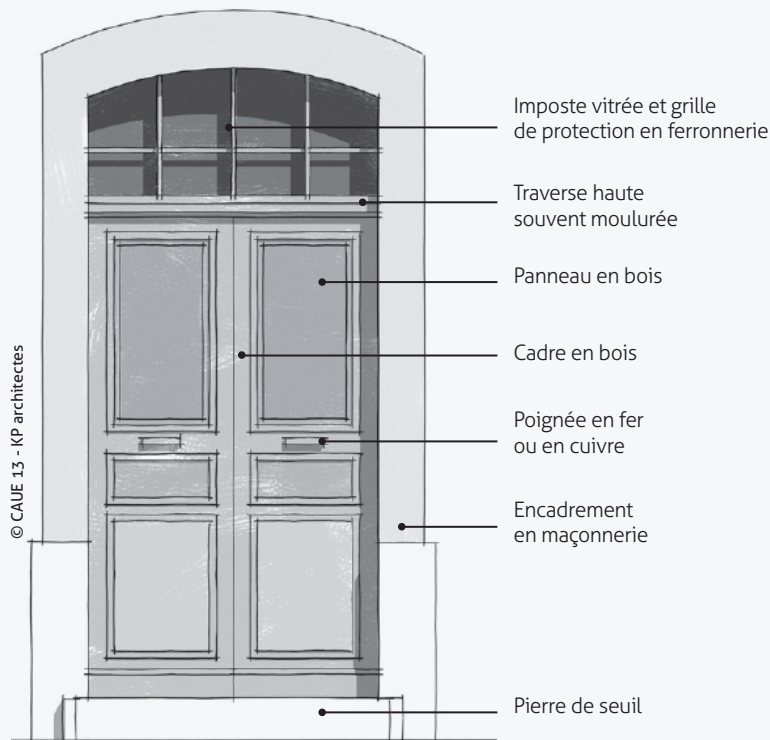 Imposte vitrée et grille
de protection en ferronnerie
Traverse haute
souvent moulurée
Panneau en bois
Cadre en bois
Poignée en fer
ou en cuivre
Encadrement
en maçonnerie
Pierre de seuil
© CAUE 13 - KP architectes